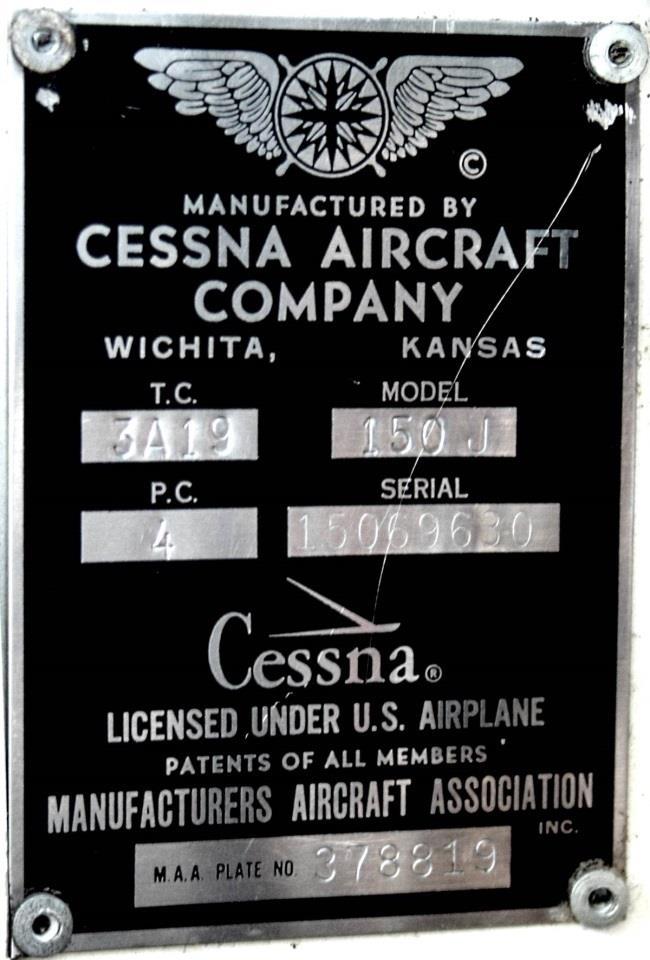 ©
MANUFACTURED BY
CESSNA AIRCRAFT
COMPANY
WICHITA, KANSAS
T.C. MODEL
3A19 150 J
P.C. SERIAL
4 15069630
Cessna®
LICENSED UNDER U.S. AIRPLANE
PATENTS OF ALL MEMBERS
MANUFACTURERS AIRCRAFT ASSOCIATION
INC.
M.A.A. PLATE NO. 378819